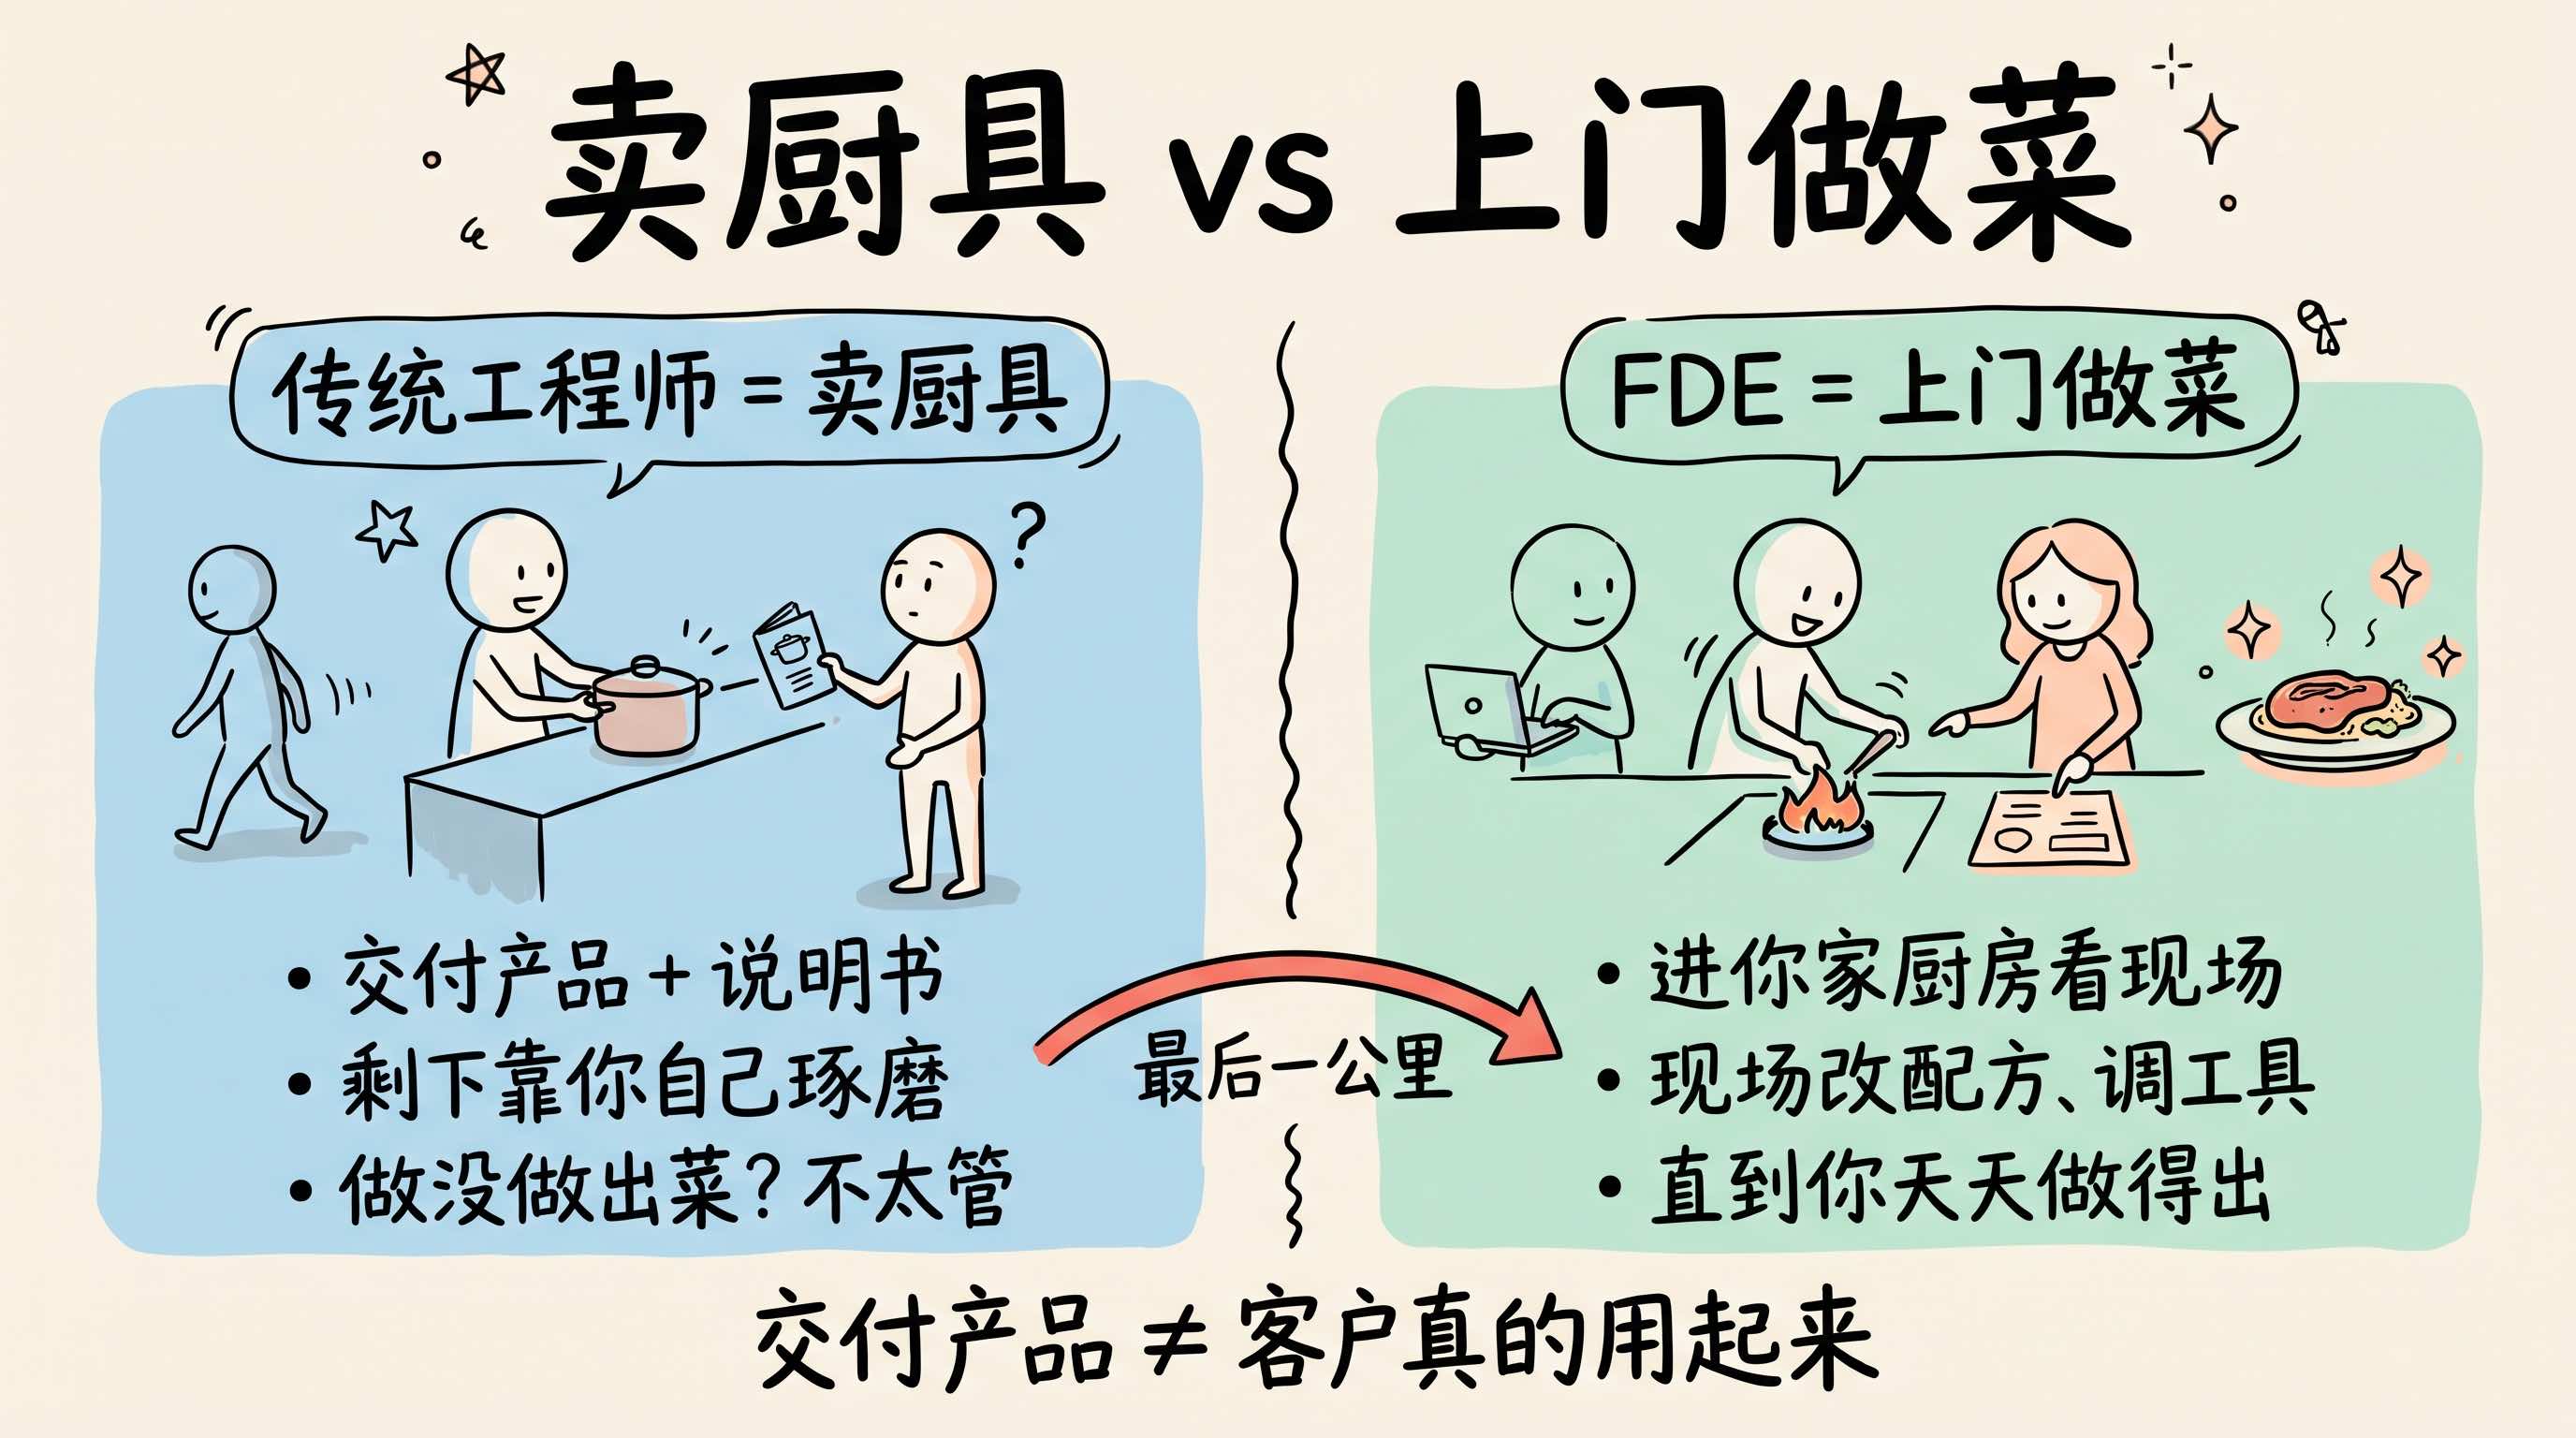 卖厨具 vs 上门做菜
传统工程师 = 卖厨具
?
• 交付产品 + 说明书
• 剩下靠你自己琢磨
• 做没做出菜? 不太管
最后一公里
FDE = 上门做菜
• 进你家厨房看现场
• 现场改配方、调工具
• 直到你天天做得出
交付产品 ≠ 客户真的用起来